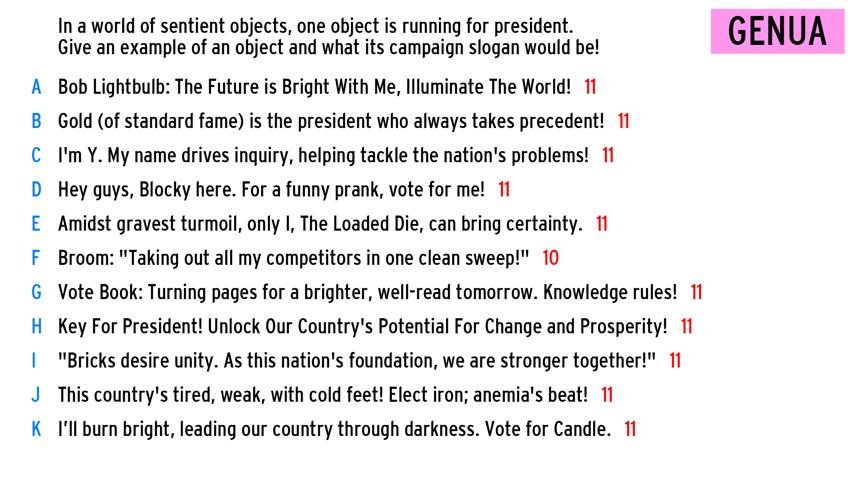 In a world of sentient objects, one object is running for president.
Give an example of an object and what its campaign slogan would be!
GENUA
A Bob Lightbulb: The Future is Bright With Me, Illuminate The World! 11
B Gold (of standard fame) is the president who always takes precedent! 11
C I'm Y. My name drives inquiry, helping tackle the nation's problems! 11
D Hey guys, Blocky here. For a funny prank, vote for me! 11
E Amidst gravest turmoil, only I, The Loaded Die, can bring certainty. 11
F Broom: "Taking out all my competitors in one clean sweep!" 10
G Vote Book: Turning pages for a brighter, well-read tomorrow. Knowledge rules! 11
H Key For President! Unlock Our Country's Potential For Change and Prosperity! 11
I "Bricks desire unity. As this nation's foundation, we are stronger together!" 11
J This country's tired, weak, with cold feet! Elect iron; anemia's beat! 11
K I’ll burn bright, leading our country through darkness. Vote for Candle. 11